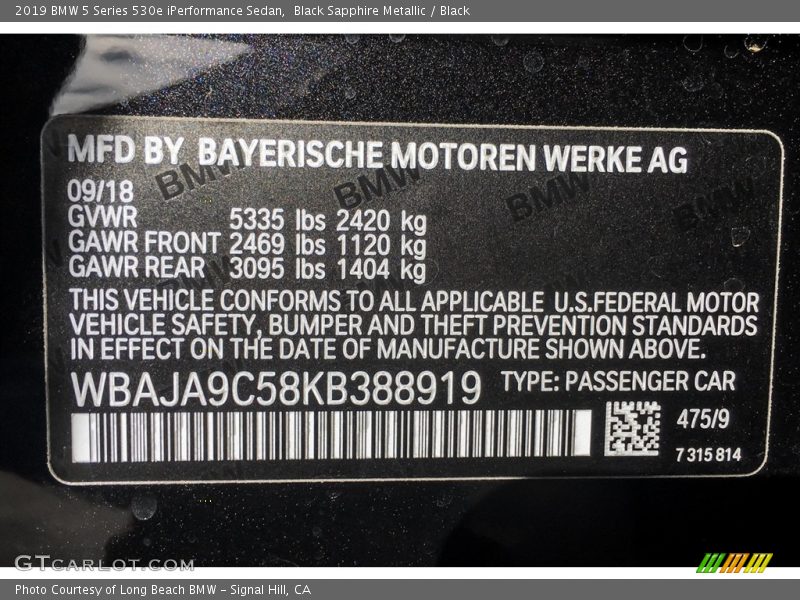 2019 BMW 5 Series 530e iPerformance Sedan, Black Sapphire Metallic / Black
MFD BY BAYERISCHE MOTOREN WERKE AG
BMW BMW BMW BMW
09/18
GVWR 5335 lbs 2420 kg
GAWR FRONT 2469 lbs 1120 kg
GAWR REAR 3095 lbs 1404 kg
THIS VEHICLE CONFORMS TO ALL APPLICABLE U.S.FEDERAL MOTOR
VEHICLE SAFETY, BUMPER AND THEFT PREVENTION STANDARDS
IN EFFECT ON THE DATE OF MANUFACTURE SHOWN ABOVE.
WBAJA9C58KB388919 TYPE: PASSENGER CAR
475/9
7 315 814
GTCARLOT.COM
Photo Courtesy of Long Beach BMW - Signal Hill, CA